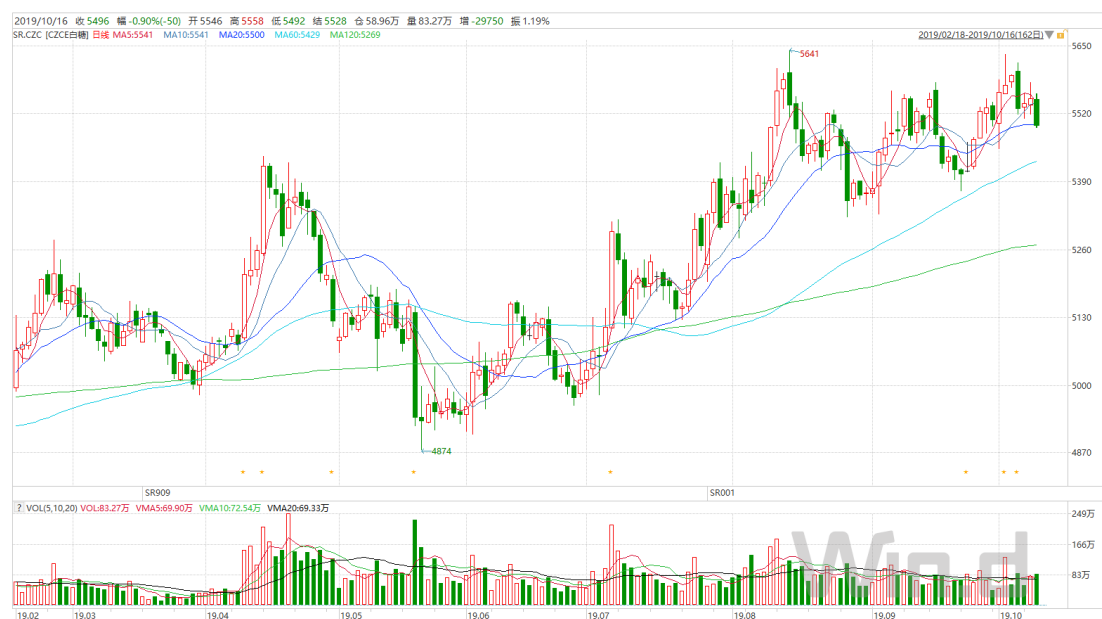 2019/10/16 收 5496 幅 -0.90%(-50) 开 5546 高 5558 低 5492 结 5528 仓 58.96万 量 83.27万 增 -29750 振 1.19%
SR.CZC [CZCE白糖] 日线 MA5:5541 MA10:5541 MA20:5500 MA60:5429 MA120:5269 2019/02/18-2019/10/16(162日)
5650
5641
5520
5390
5260
5130
5000
4874
4870
SR909 SR001
? VOL(5,10,20) VOL:83.27万 VMA5:69.90万 VMA10:72.54万 VMA20:69.33万
249万
166万
83万
Wind
19.02 19.03 19.04 19.05 19.06 19.07 19.08 19.09 19.10